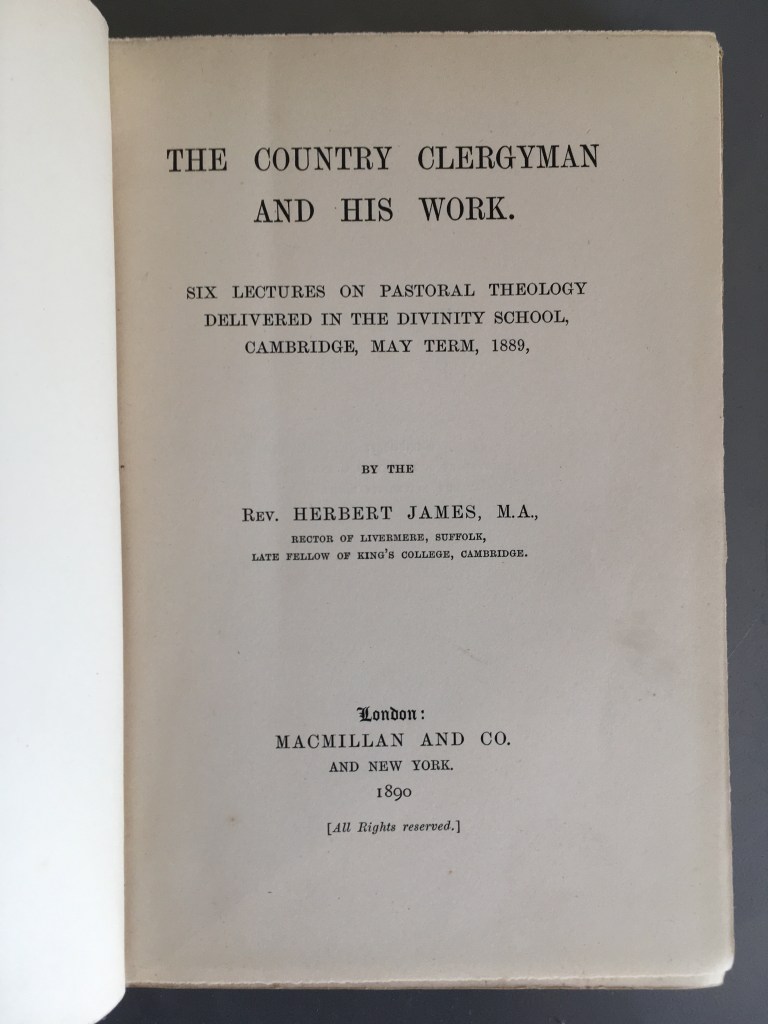 THE COUNTRY CLERGYMAN
AND HIS WORK.
SIX LECTURES ON PASTORAL THEOLOGY
DELIVERED IN THE DIVINITY SCHOOL,
CAMBRIDGE, MAY TERM, 1889,
BY THE
REV. HERBERT JAMES, M.A.,
RECTOR OF LIVERMERE, SUFFOLK,
LATE FELLOW OF KING'S COLLEGE, CAMBRIDGE.
London:
MACMILLAN AND CO.
AND NEW YORK.
1890
[All Rights reserved.]